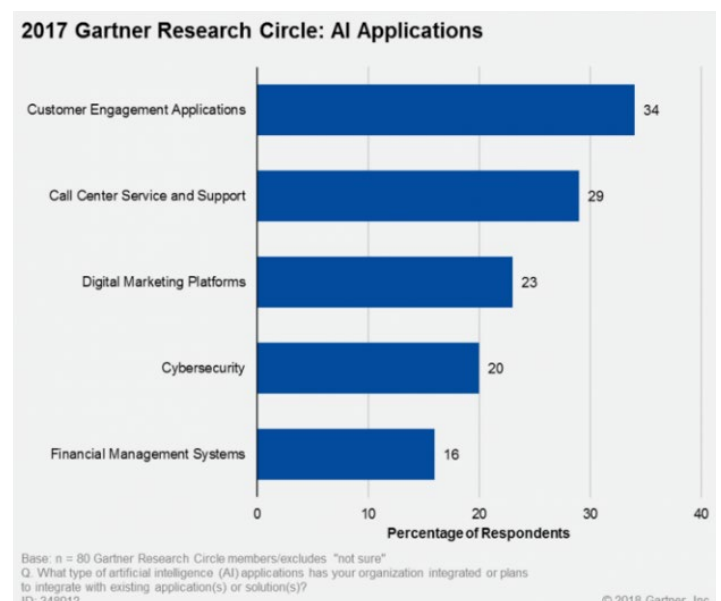 2017 Gartner Research Circle: AI Applications
Customer Engagement Applications
34
Call Center Service and Support
29
Digital Marketing Platforms
23
Cybersecurity
20
Financial Management Systems
16
0 10 20 30 40
Percentage of Respondents
Base: n = 80 Gartner Research Circle members/excludes "not sure"
Q. What type of artificial intelligence (AI) applications has your organization integrated or plans
to integrate with existing application(s) or solution(s)?
© 2018 Gartner, Inc.